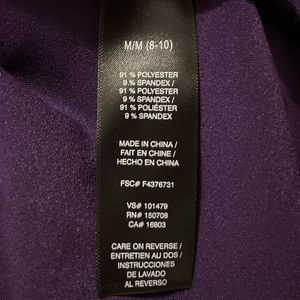 M/M (8-10)
91 % POLYESTER
9 % SPANDEX /
91 % POLYESTER
9 % SPANDEX /
91 % POLIÉSTER
9 % SPANDEX
MADE IN CHINA /
FAIT EN CHINE /
HECHO EN CHINA
FSC# F4376731
VS# 101479
RN# 150708
CA# 16803
CARE ON REVERSE /
ENTRETIEN AU DOS /
INSTRUCCIONES
DE LAVADO
AL REVERSO